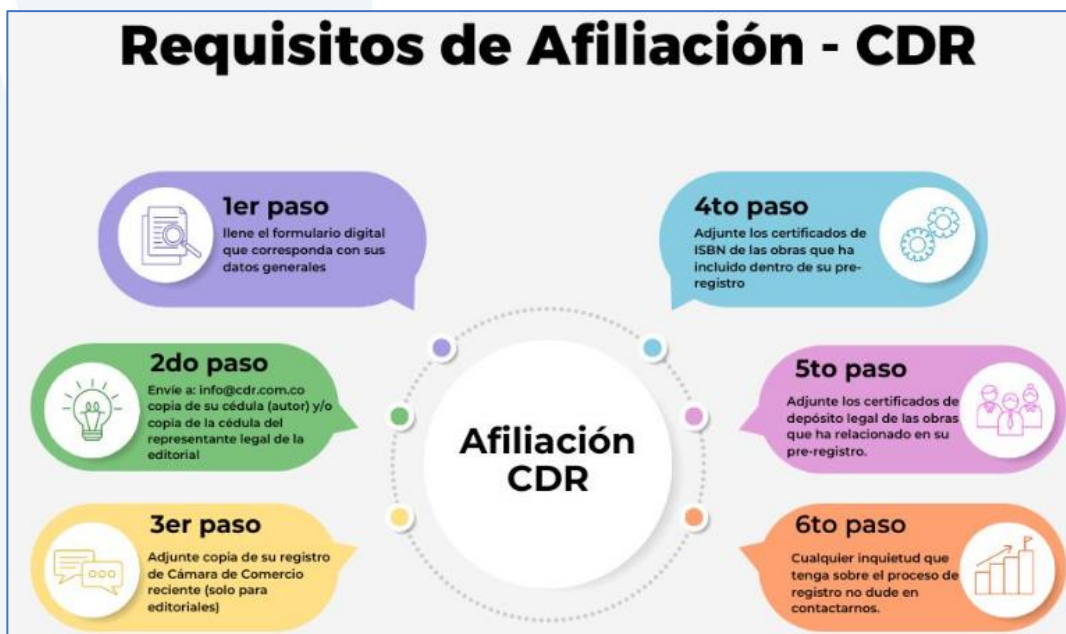 Requisitos de Afiliación - CDR
1er paso
llene el formulario digital
que corresponda con sus
datos generales
2do paso
Envíe a: info@cdr.com.co
copia de su cédula (autor) y/o
copia de la cédula del
representante legal de la
editorial
3er paso
Adjunte copia de su registro
de Cámara de Comercio
reciente (solo para
editoriales)
Afiliación
CDR
4to paso
Adjunte los certificados de
ISBN de las obras que ha
incluido dentro de su pre-
registro
5to paso
Adjunte los certificados de
depósito legal de las obras
que ha relacionado en su
pre-registro.
6to paso
Cualquier inquietud que
tenga sobre el proceso de
registro no dude en
contactarnos.